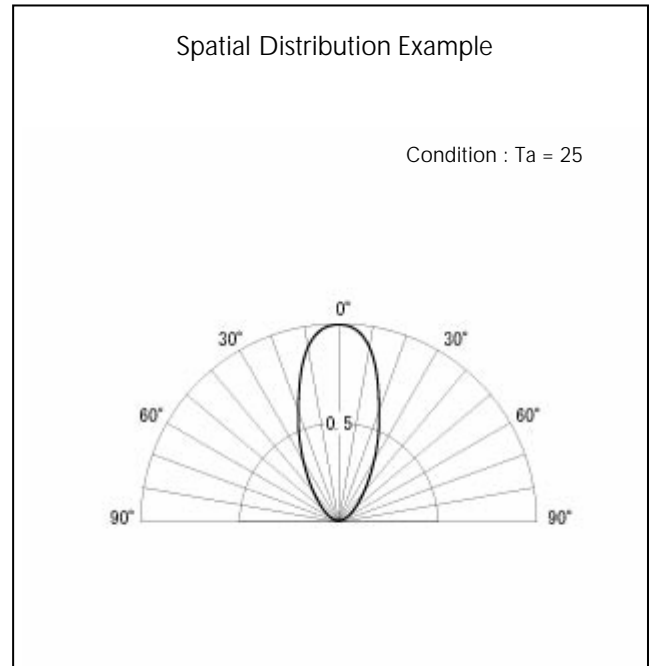 Spatial Distribution Example
Condition : Ta = 25
0°
30° 30°
60° 60°
0.5
90° 90°